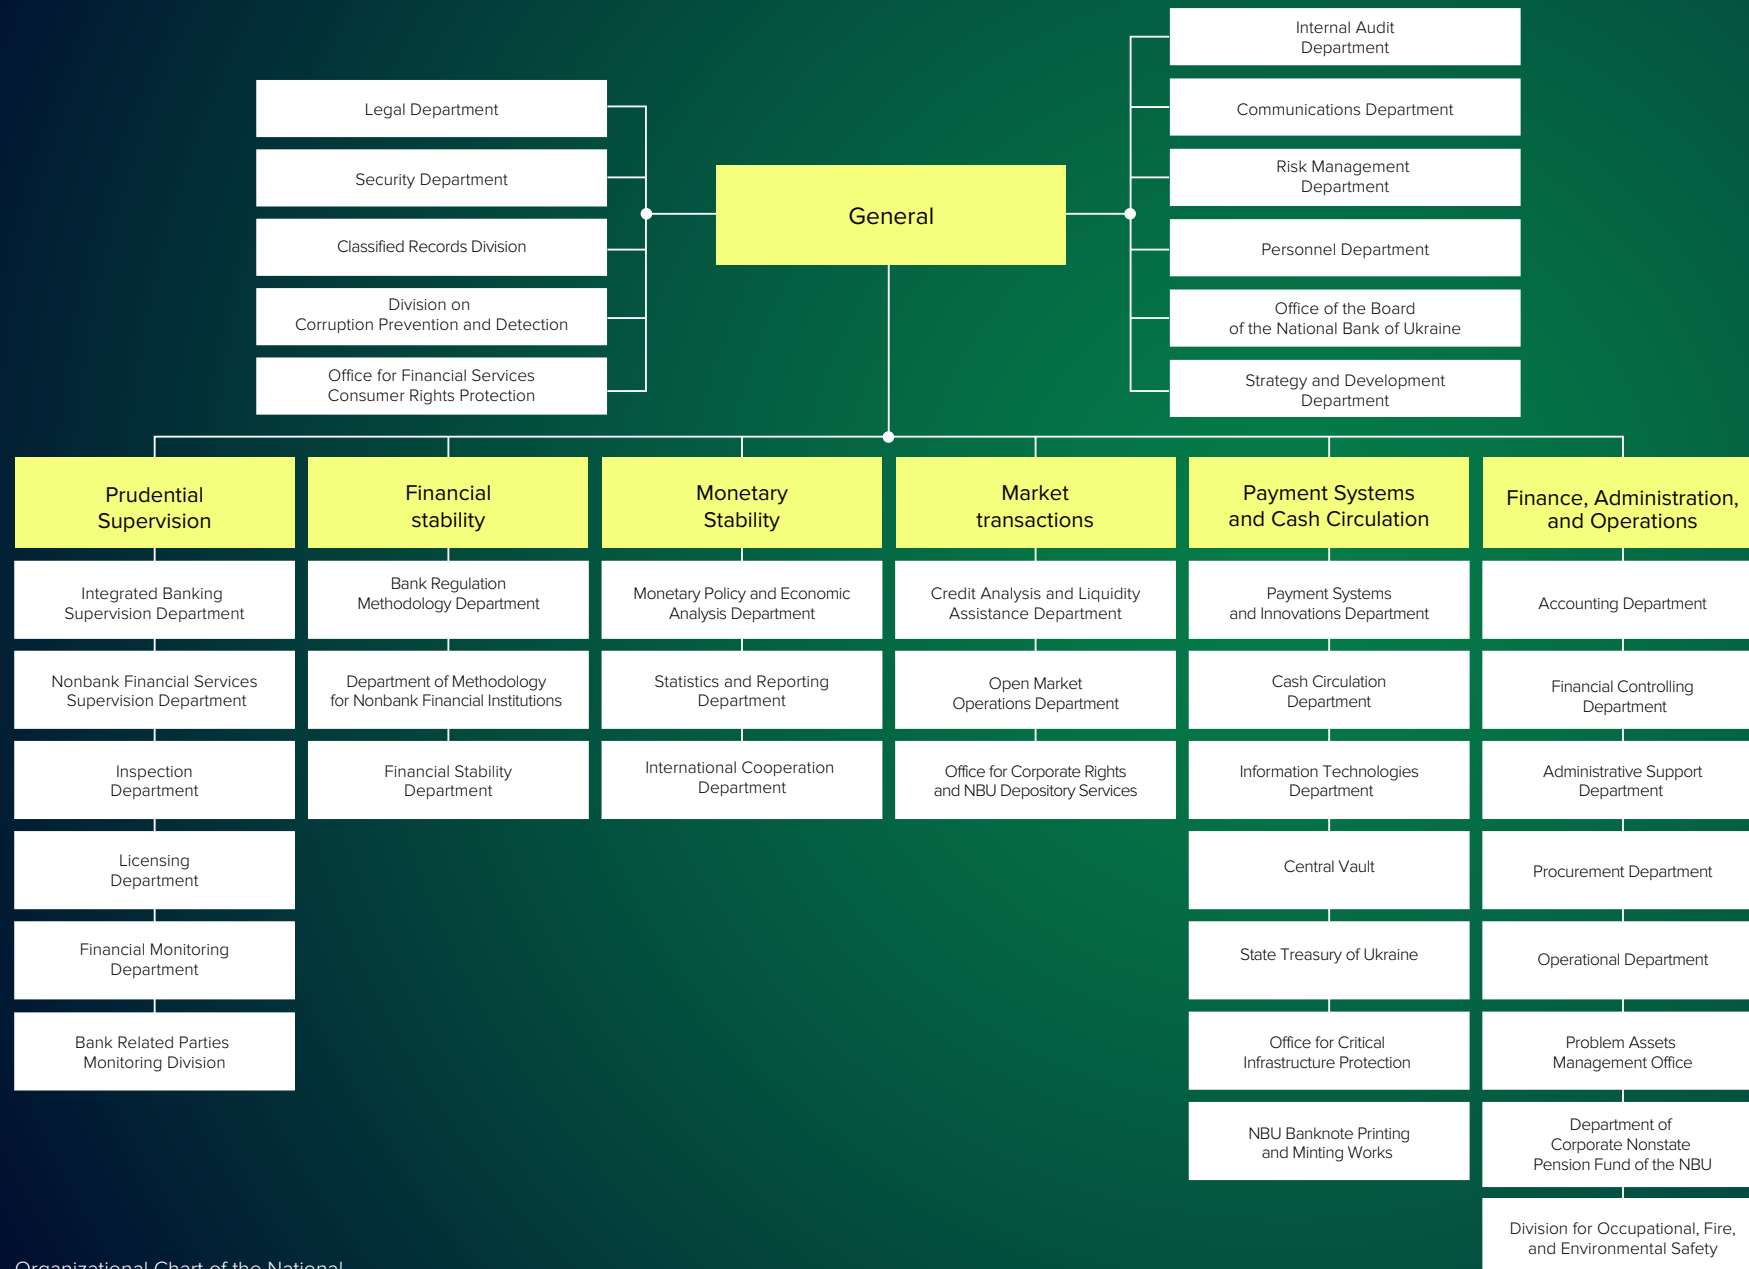 Internal Audit
Department
Legal Department
Communications Department
Security Department
Risk Management
Department
General
Classified Records Division
Personnel Department
Division on
Corruption Prevention and Detection
Office of the Board
of the National Bank of Ukraine
Office for Financial Services
Consumer Rights Protection
Strategy and Development
Department
Prudential
Supervision
Integrated Banking
Supervision Department
Nonbank Financial Services
Supervision Department
Inspection
Department
Licensing
Department
Financial Monitoring
Department
Bank Related Parties
Monitoring Division
Financial
stability
Bank Regulation
Methodology Department
Department of Methodology
for Nonbank Financial Institutions
Financial Stability
Department
Monetary
Stability
Monetary Policy and Economic
Analysis Department
Statistics and Reporting
Department
International Cooperation
Department
Market
transactions
Credit Analysis and Liquidity
Assistance Department
Open Market
Operations Department
Office for Corporate Rights
and NBU Depository Services
Payment Systems
and Cash Circulation
Payment Systems
and Innovations Department
Cash Circulation
Department
Information Technologies
Department
Central Vault
State Treasury of Ukraine
Office for Critical
Infrastructure Protection
NBU Banknote Printing
and Minting Works
Finance, Administration,
and Operations
Accounting Department
Financial Controlling
Department
Administrative Support
Department
Procurement Department
Operational Department
Problem Assets
Management Office
Department of
Corporate Nonstate
Pension Fund of the NBU
Division for Occupational, Fire,
and Environmental Safety
Organizational Chart of the National